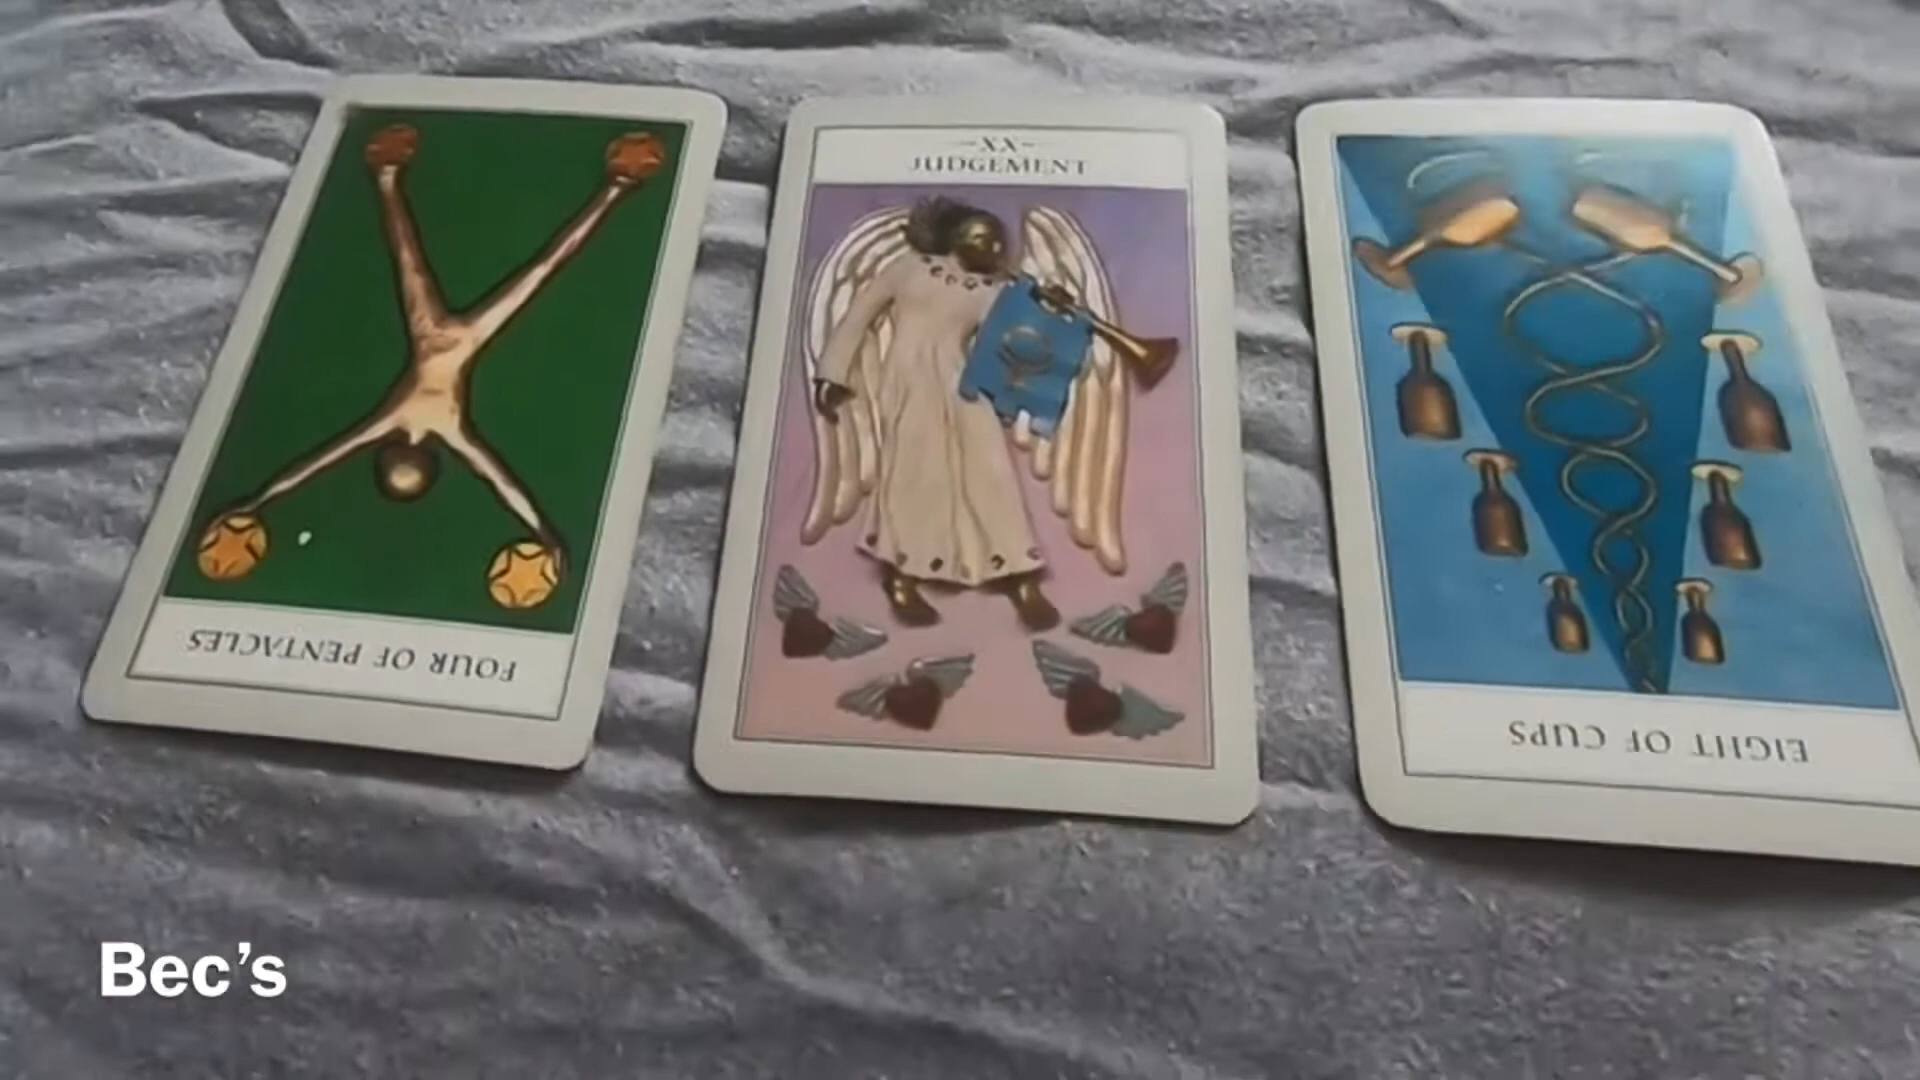 FOUR OF PENTACLES
XX
JUDGEMENT
EIGHT OF CUPS
Bec’s